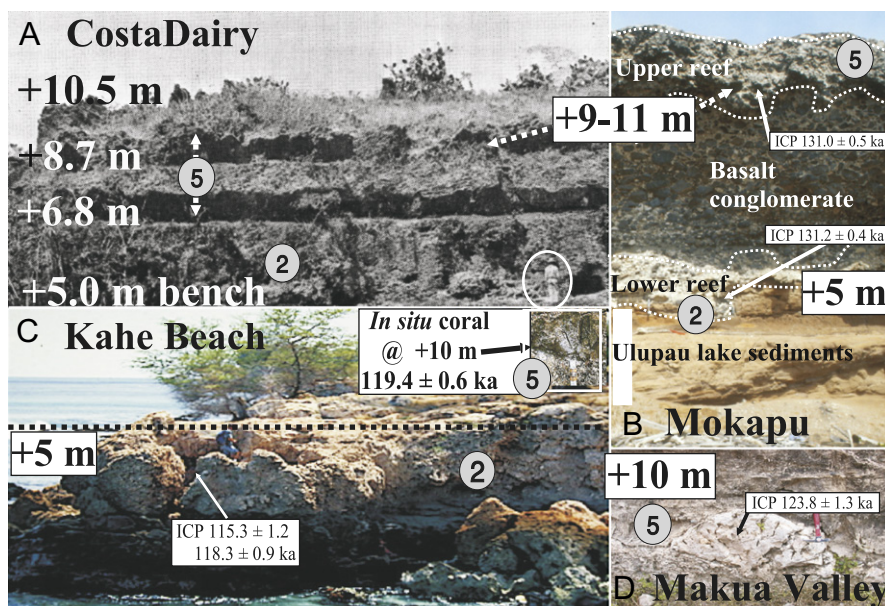 A
CostaDairy
+10.5 m
+8.7 m
5
+6.8 m
2
+5.0 m bench
+9-11 m
Upper reef
5
ICP 131.0 ± 0.5 ka
Basalt
conglomerate
ICP 131.2 ± 0.4 ka
Lower reef
+5 m
2
Ulupau lake sediments
B
Mokapu
C
Kahe Beach
In situ coral
@ +10 m
119.4 ± 0.6 ka
5
+5 m
2
ICP 115.3 ± 1.2
118.3 ± 0.9 ka
+10 m
ICP 123.8 ± 1.3 ka
5
D
Makua Valley